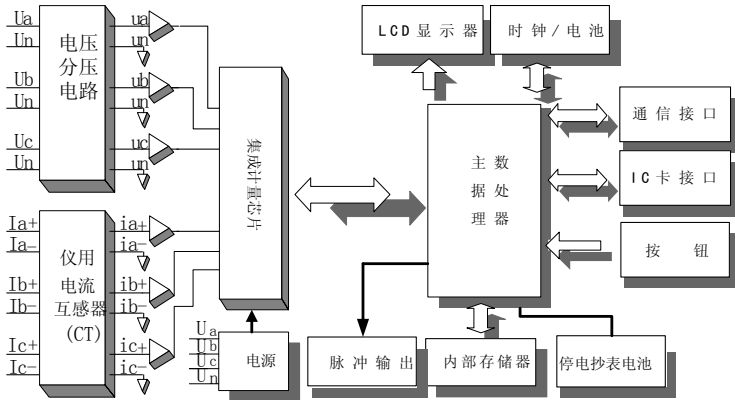 Ua
Un
Ub
Un
Uc
Un
电压
分压
电路
ua
un
ub
un
uc
un
Ia+
Ia-
Ib+
Ib-
Ic+
Ic-
仪用
电流
互感器
(CT)
ia+
ia-
ib+
ib-
ic+
ic-
集成计量芯片
Ua
Ub
Uc
Un
电源
LCD显示器
时钟/电池
主数
据处
理器
通信接口
IC卡接口
按 钮
脉冲输出
内部存储器
停电抄表电池